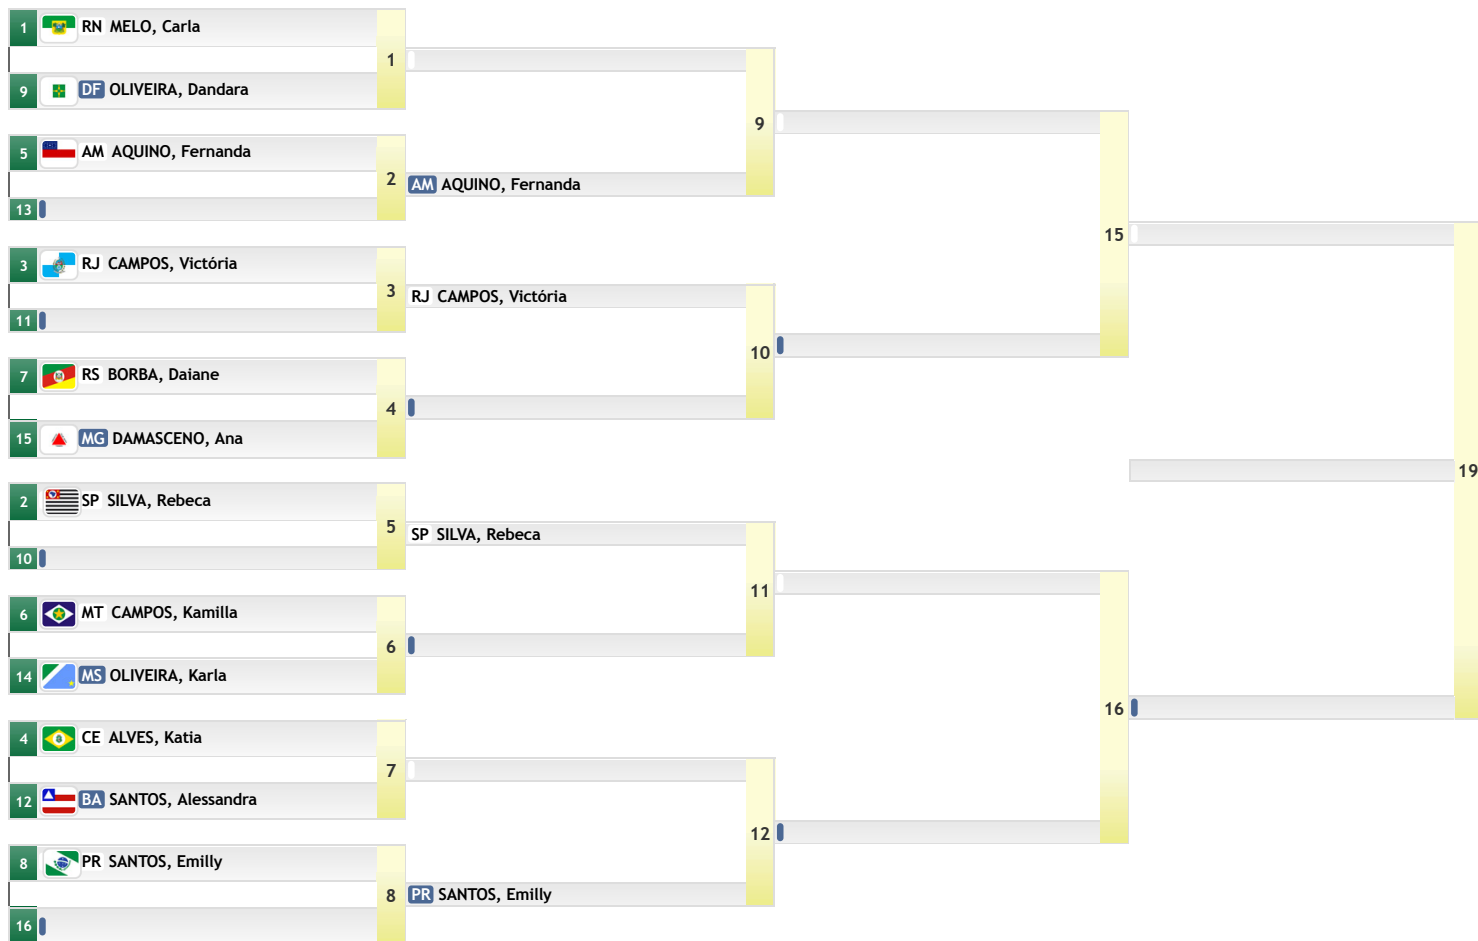 1 RN MELO, Carla
1
9 DF OLIVEIRA, Dandara
9
5 AM AQUINO, Fernanda
2 AM AQUINO, Fernanda
13
15
3 RJ CAMPOS, Victória
3 RJ CAMPOS, Victória
11
10
7 RS BORBA, Daiane
4
15 MG DAMASCENO, Ana
19
2 SP SILVA, Rebeca
5 SP SILVA, Rebeca
10
11
6 MT CAMPOS, Kamilla
6
14 MS OLIVEIRA, Karla
16
4 CE ALVES, Katia
7
12 BA SANTOS, Alessandra
12
8 PR SANTOS, Emilly
8 PR SANTOS, Emilly
16